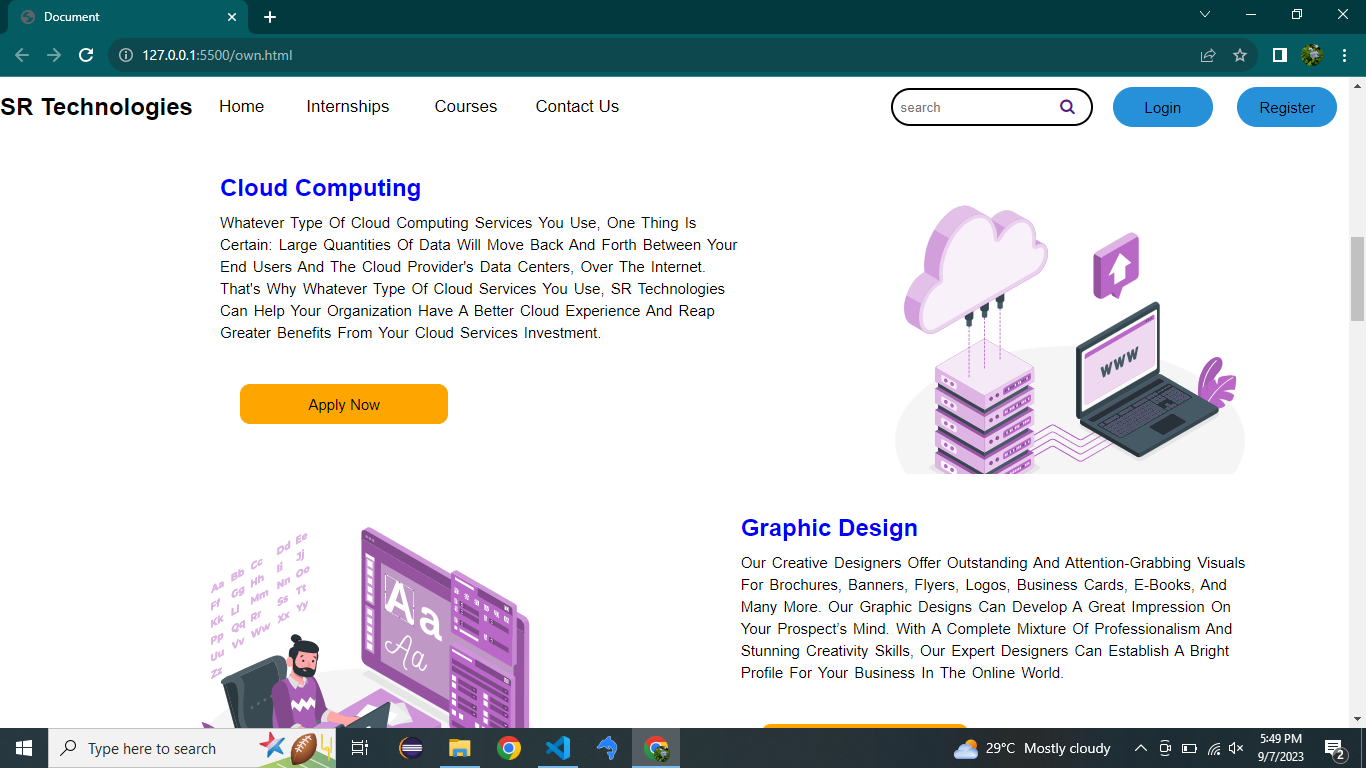 Document
127.0.0.1:5500/own.html
SR Technologies Home Internships Courses Contact Us search Login Register
Cloud Computing
Whatever Type Of Cloud Computing Services You Use, One Thing Is
Certain: Large Quantities Of Data Will Move Back And Forth Between Your
End Users And The Cloud Provider's Data Centers, Over The Internet.
That's Why Whatever Type Of Cloud Services You Use, SR Technologies
Can Help Your Organization Have A Better Cloud Experience And Reap
Greater Benefits From Your Cloud Services Investment.
Apply Now
WWW
Graphic Design
Our Creative Designers Offer Outstanding And Attention-Grabbing Visuals
For Brochures, Banners, Flyers, Logos, Business Cards, E-Books, And
Many More. Our Graphic Designs Can Develop A Great Impression On
Your Prospect’s Mind. With A Complete Mixture Of Professionalism And
Stunning Creativity Skills, Our Expert Designers Can Establish A Bright
Profile For Your Business In The Online World.
Aa Bb Cc Dd Ee
Ff Gg Hh Ii Jj
Kk Ll Mm Nn Oo
Pp Qq Rr Ss Tt
Uu Vv Ww Xx Yy
Zz
Aa
Aa
Type here to search
29°C Mostly cloudy
5:49 PM
9/7/2023
2